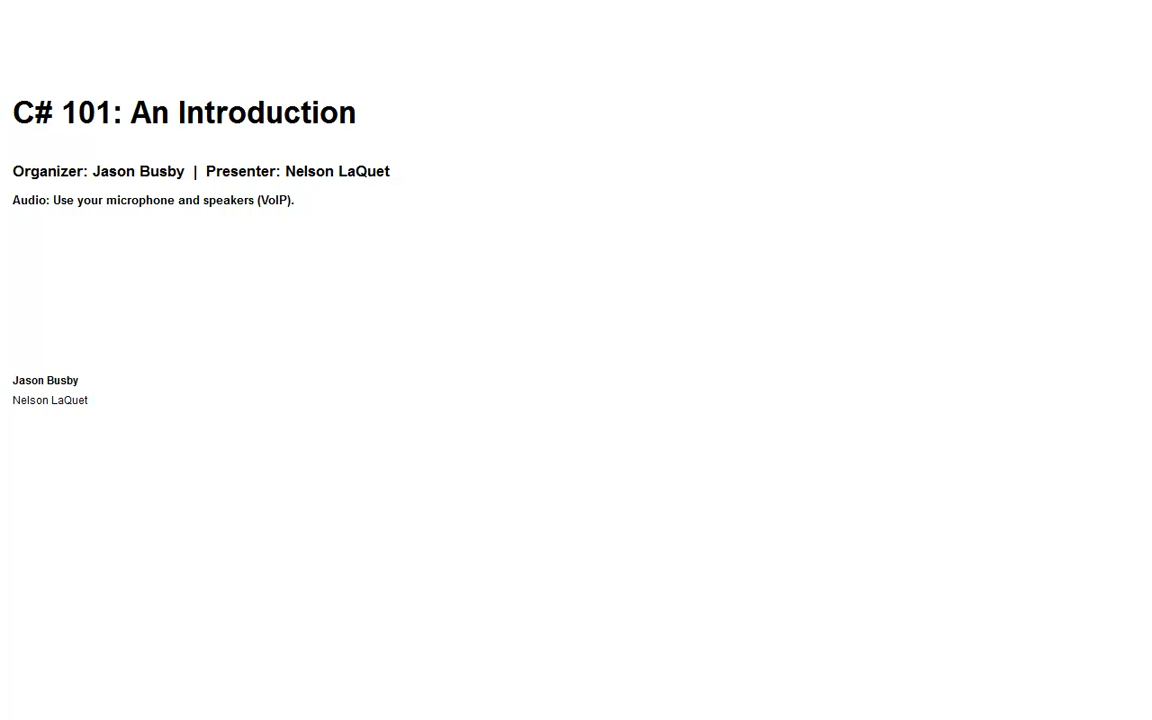 C# 101: An Introduction
Organizer: Jason Busby | Presenter: Nelson LaQuet
Audio: Use your microphone and speakers (VoIP).
Jason Busby
Nelson LaQuet